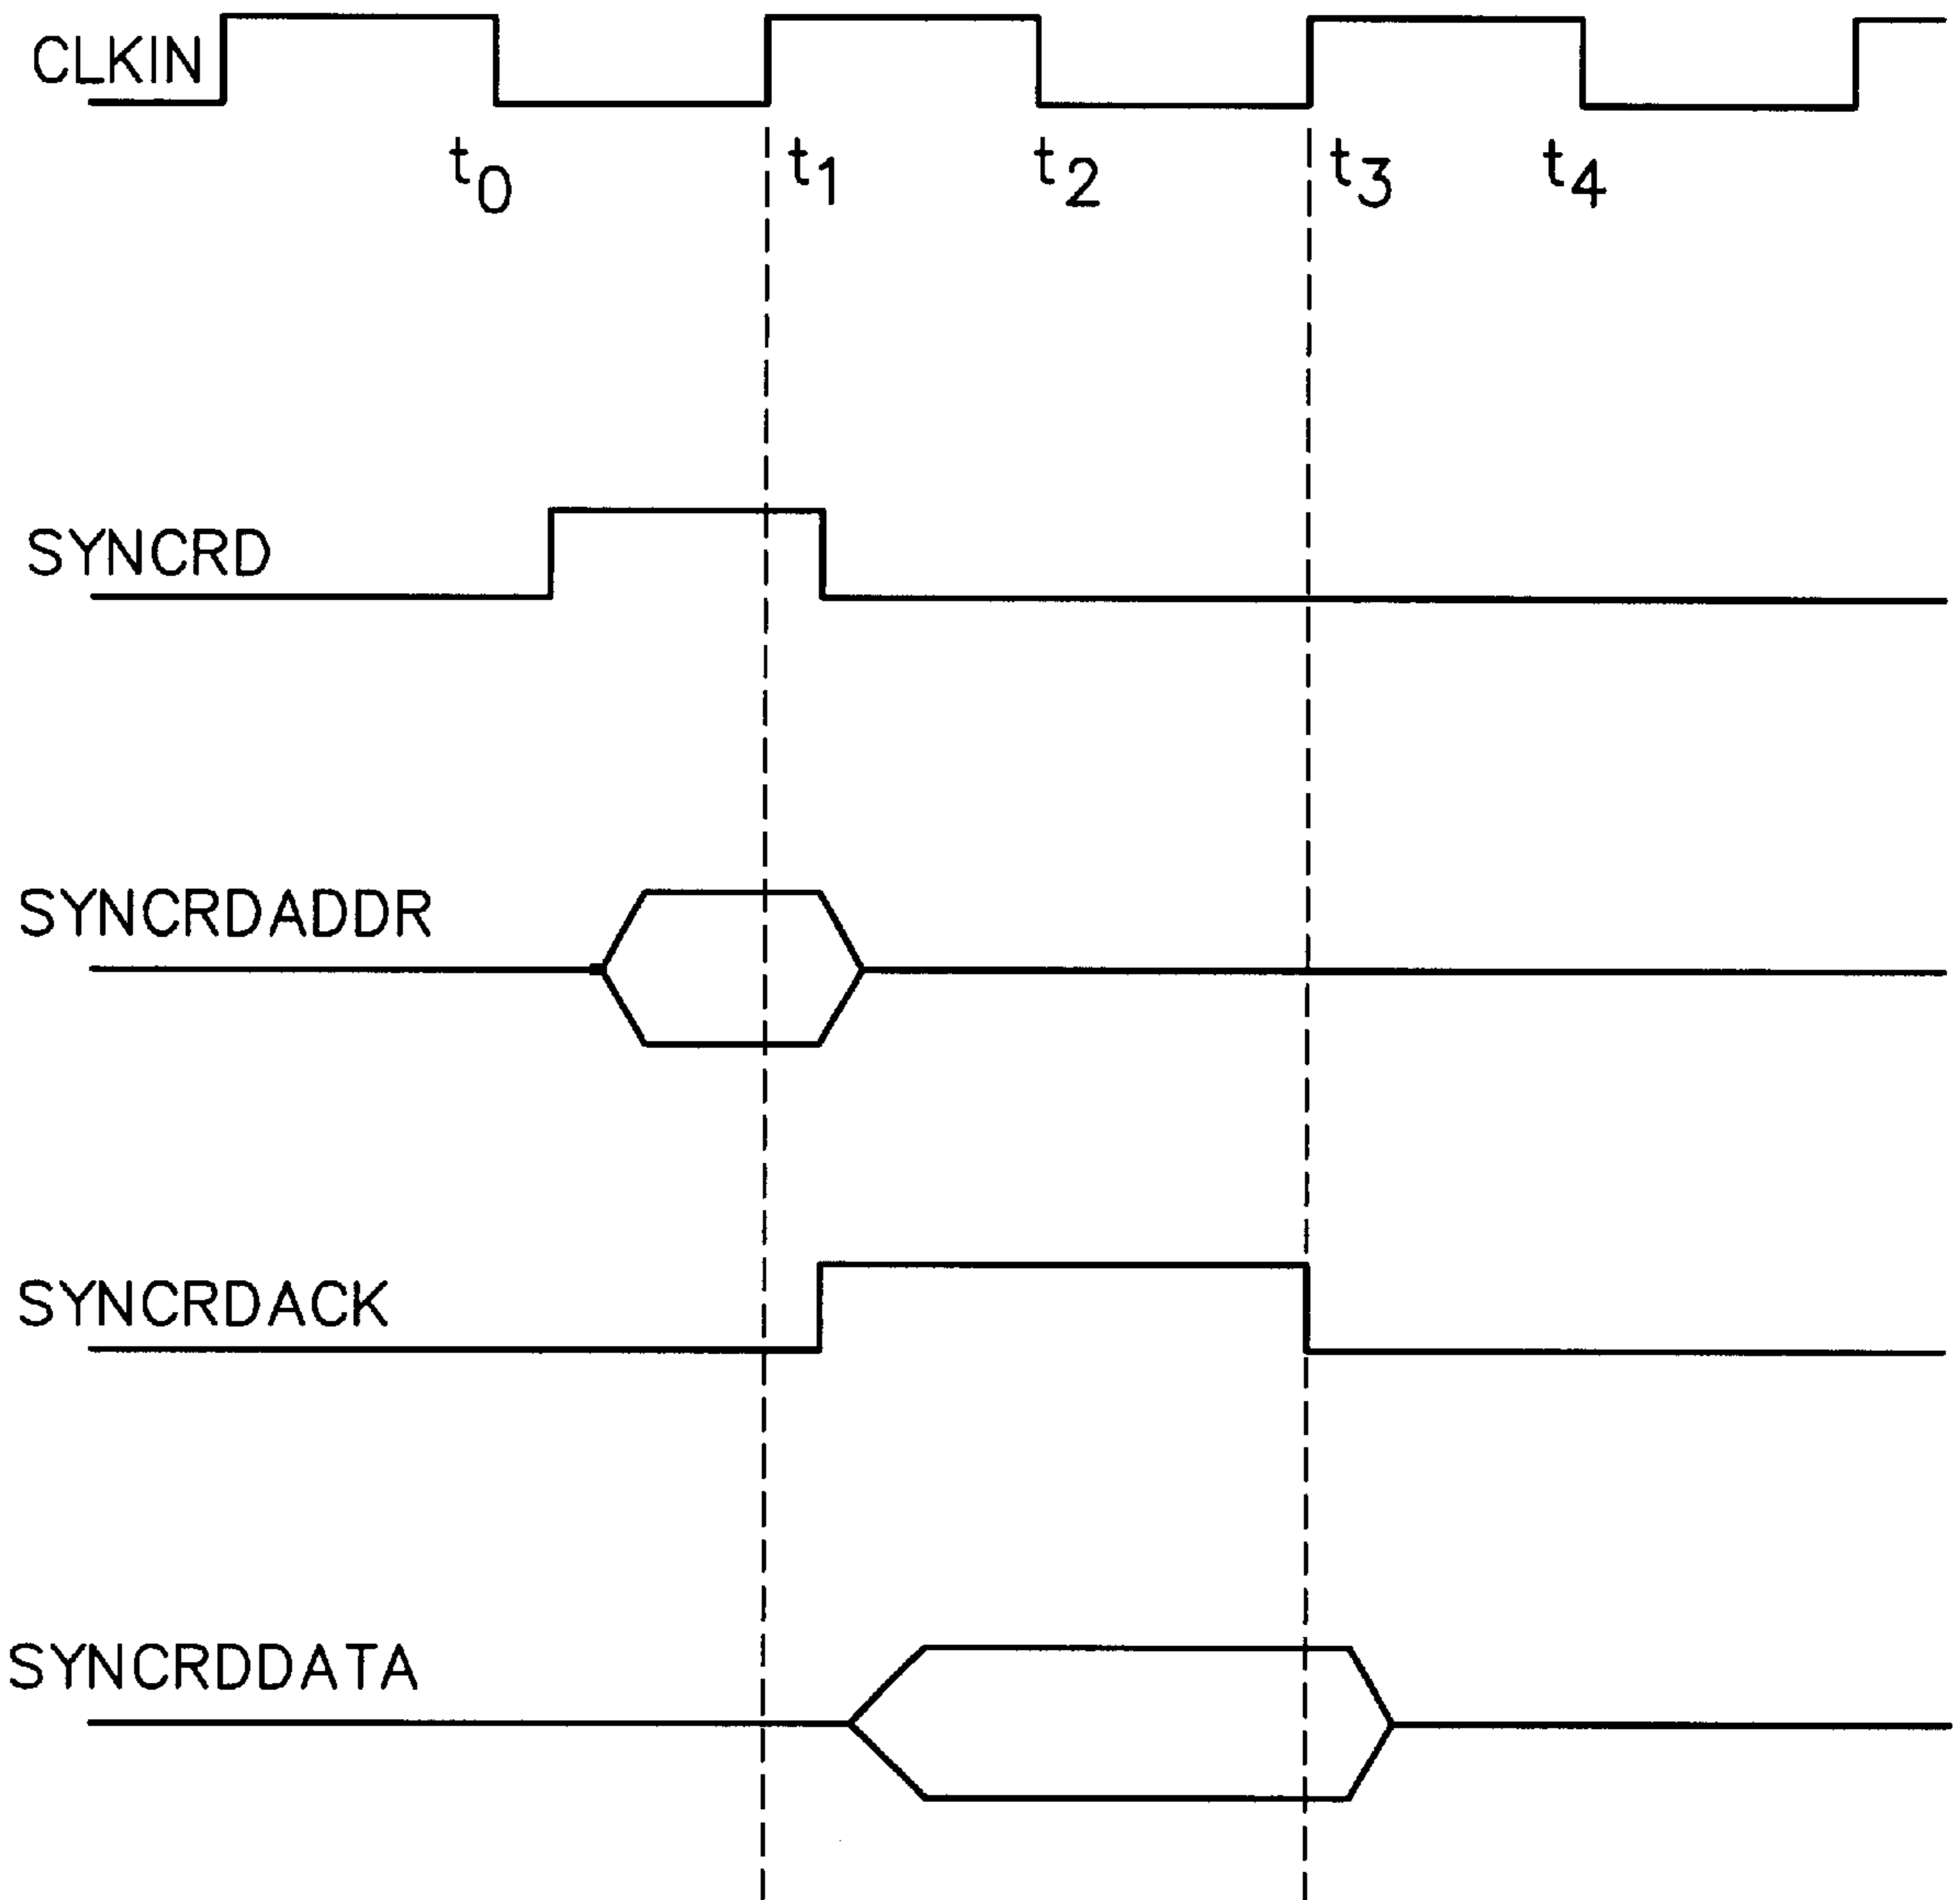 CLKIN
t0 t1 t2 t3 t4
SYNCRD
SYNCRDADDR
SYNCRDACK
SYNCRDDATA